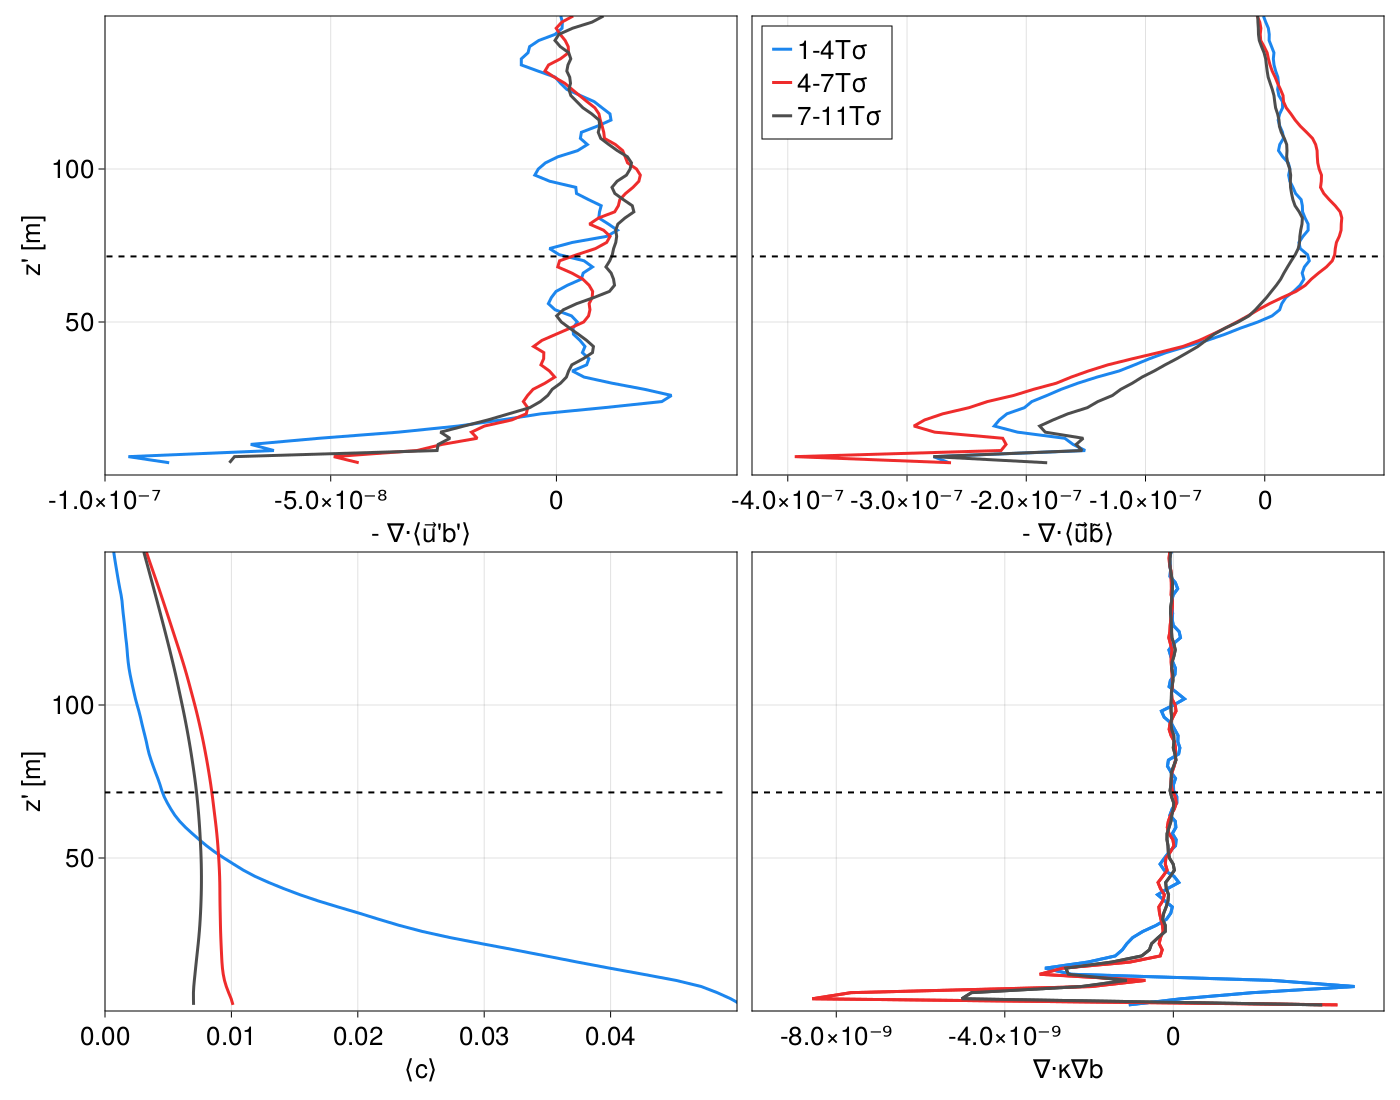 1-4Tσ
4-7Tσ
7-11Tσ
100
50
z' [m]
-1.0×10⁻⁷
-5.0×10⁻⁸
0
-4.0×10⁻⁷
-3.0×10⁻⁷
-2.0×10⁻⁷
-1.0×10⁻⁷
0
- ∇·⟨u⃗'b'⟩
- ∇·⟨u⃗̄b̄⟩
100
50
z' [m]
0.00
0.01
0.02
0.03
0.04
-8.0×10⁻⁹
-4.0×10⁻⁹
0
⟨c⟩
∇·κ∇b